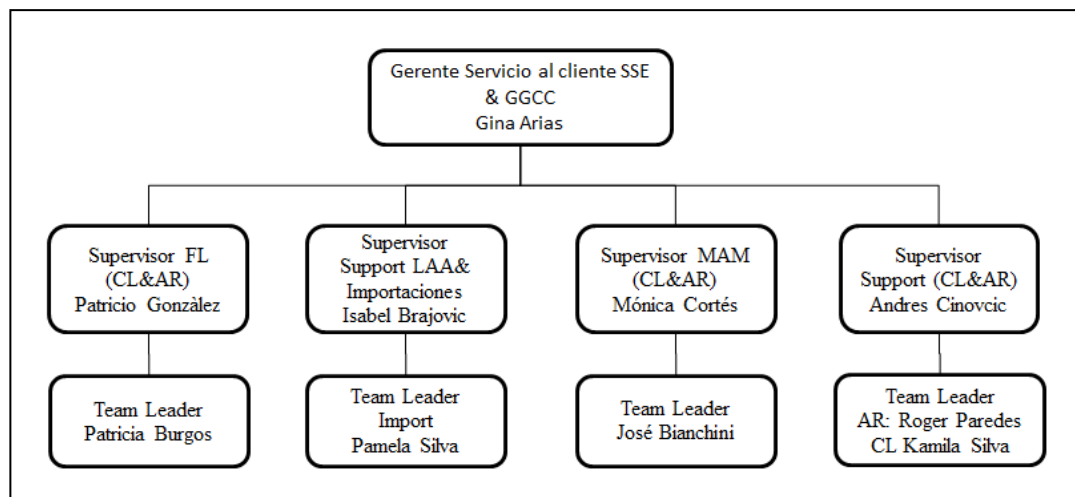 Gerente Servicio al cliente SSE
& GGCC
Gina Arias
Supervisor FL
(CL&AR)
Patricio Gonzàlez
Supervisor
Support LAA&
Importaciones
Isabel Brajovic
Supervisor MAM
(CL&AR)
Mónica Cortés
Supervisor
Support (CL&AR)
Andres Cinovcic
Team Leader
Patricia Burgos
Team Leader
Import
Pamela Silva
Team Leader
José Bianchini
Team Leader
AR: Roger Paredes
CL Kamila Silva